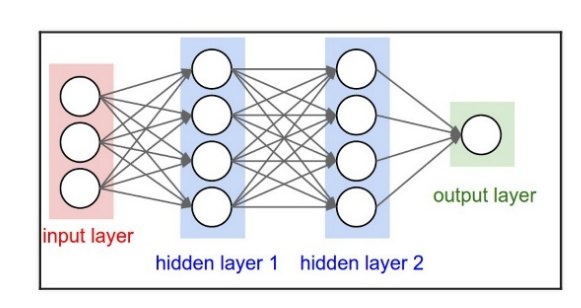 input layer
hidden layer 1
hidden layer 2
output layer